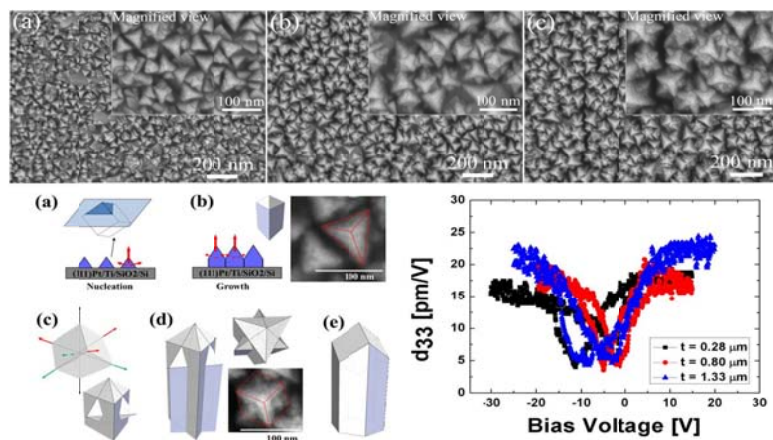 (a) Magnified view
100 nm
200 nm
(b) Magnified view
100 nm
200 nm
(c) Magnified view
100 nm
200 nm
(a)
(111)Pt/Ti/SiO2/Si
Nucleation
(b)
(111)Pt/Ti/SiO2/Si
Growth
100 nm
(c)
(d)
100 nm
(e)
d33 [pm/V]
30
25
20
15
10
5
0
-30 -20 -10 0 10 20 30
Bias Voltage [V]
t = 0.28 μm
t = 0.80 μm
t = 1.33 μm